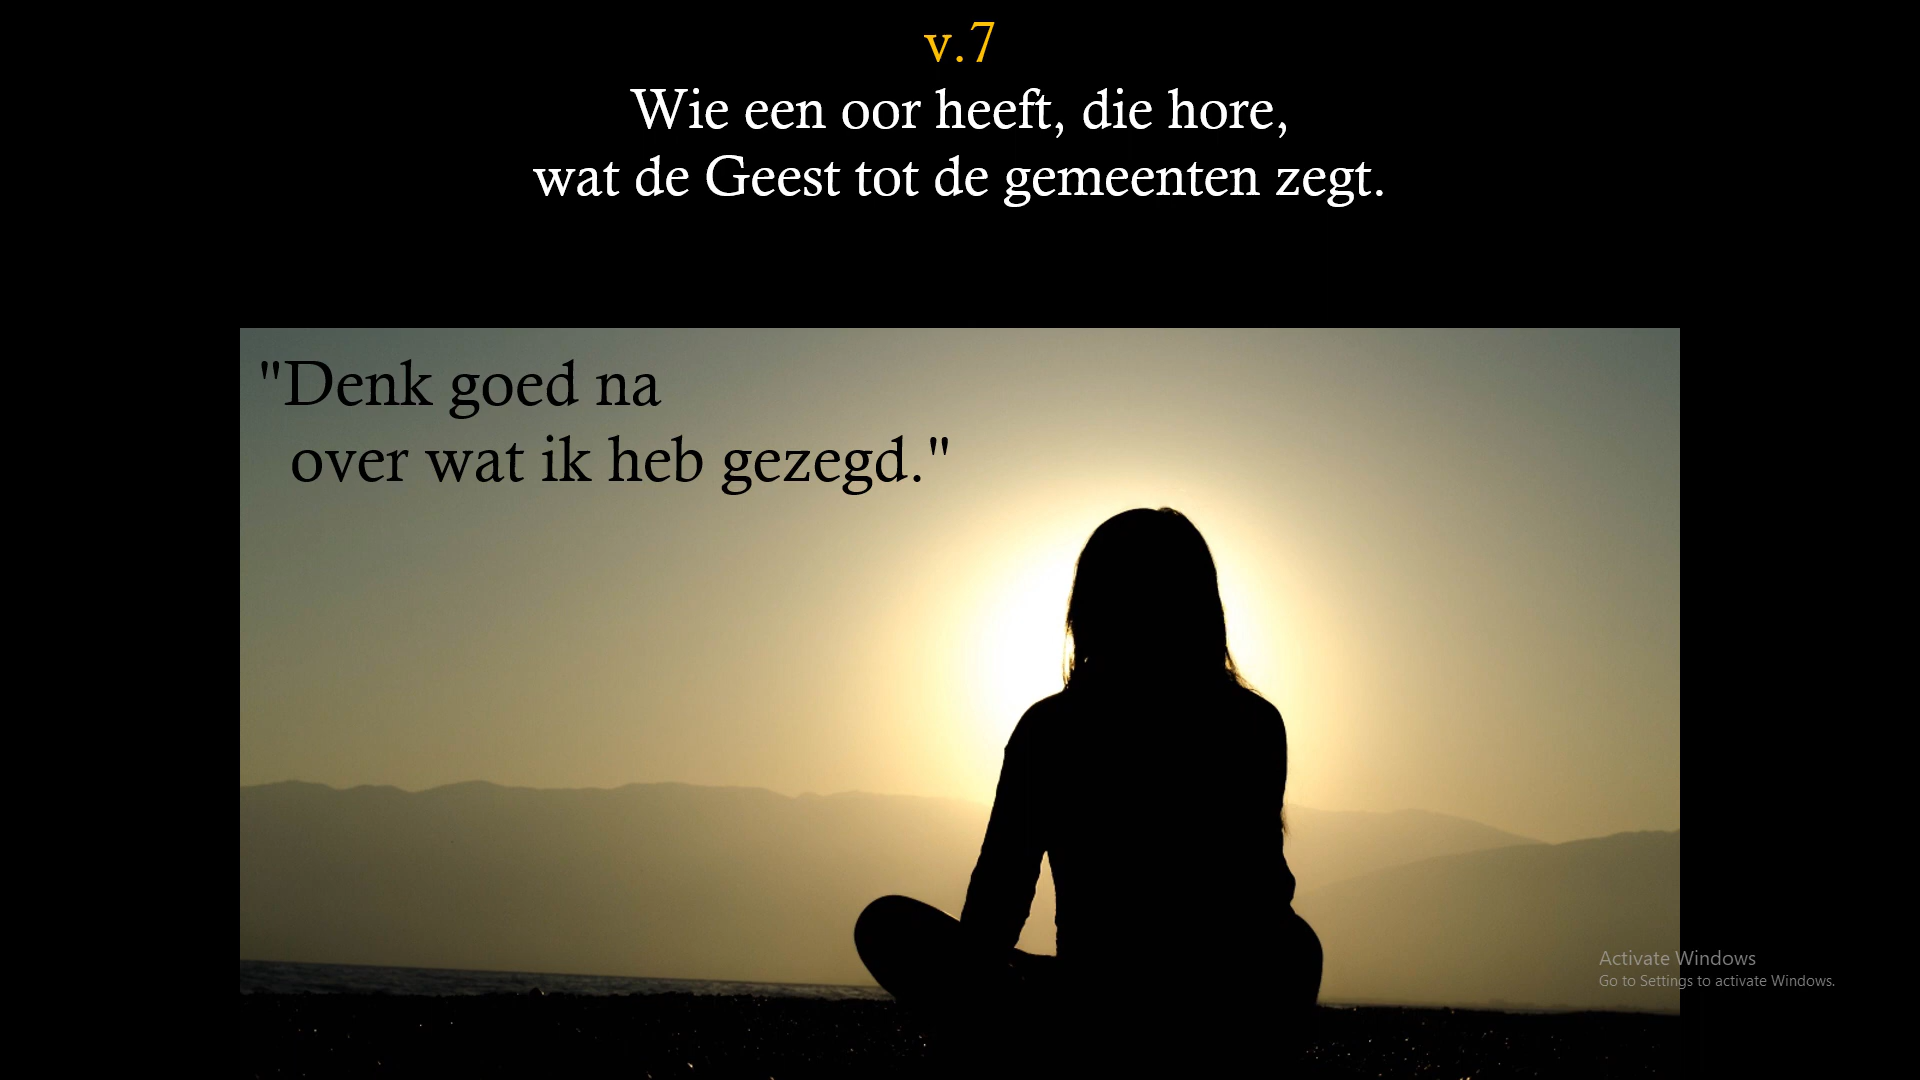 v.7
Wie een oor heeft, die hore,
wat de Geest tot de gemeenten zegt.
"Denk goed na
over wat ik heb gezegd."
Activate Windows
Go to Settings to activate Windows.